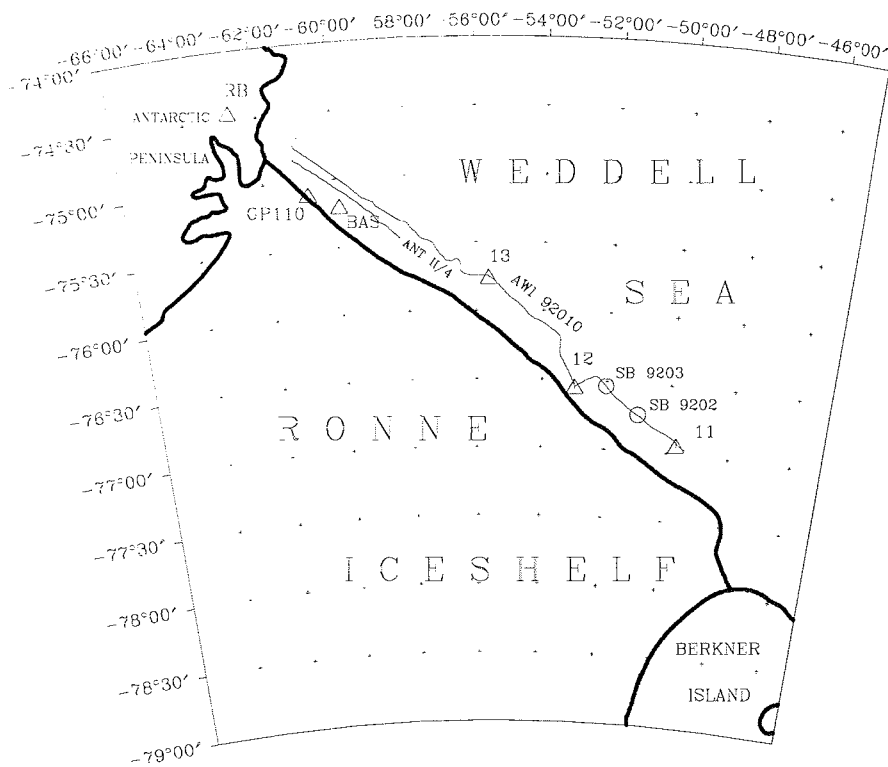 -66°00′ -64°00′ -62°00′ -60°00′ 58°00′ -56°00′ -54°00′ -52°00′ -50°00′ -48°00′ -46°00′
-74°00′
RB
ANTARCTIC
-74°30′
PENINSULA
WEDDELL
-75°00′
GP110
BAS
ANT II/4
13
-75°30′
AWI 92010
SEA
-76°00′
12
SB 9203
SB 9202
-76°30′
11
RONNE
-77°00′
-77°30′
ICESHELF
-78°00′
BERKNER
-78°30′
ISLAND
-79°00′